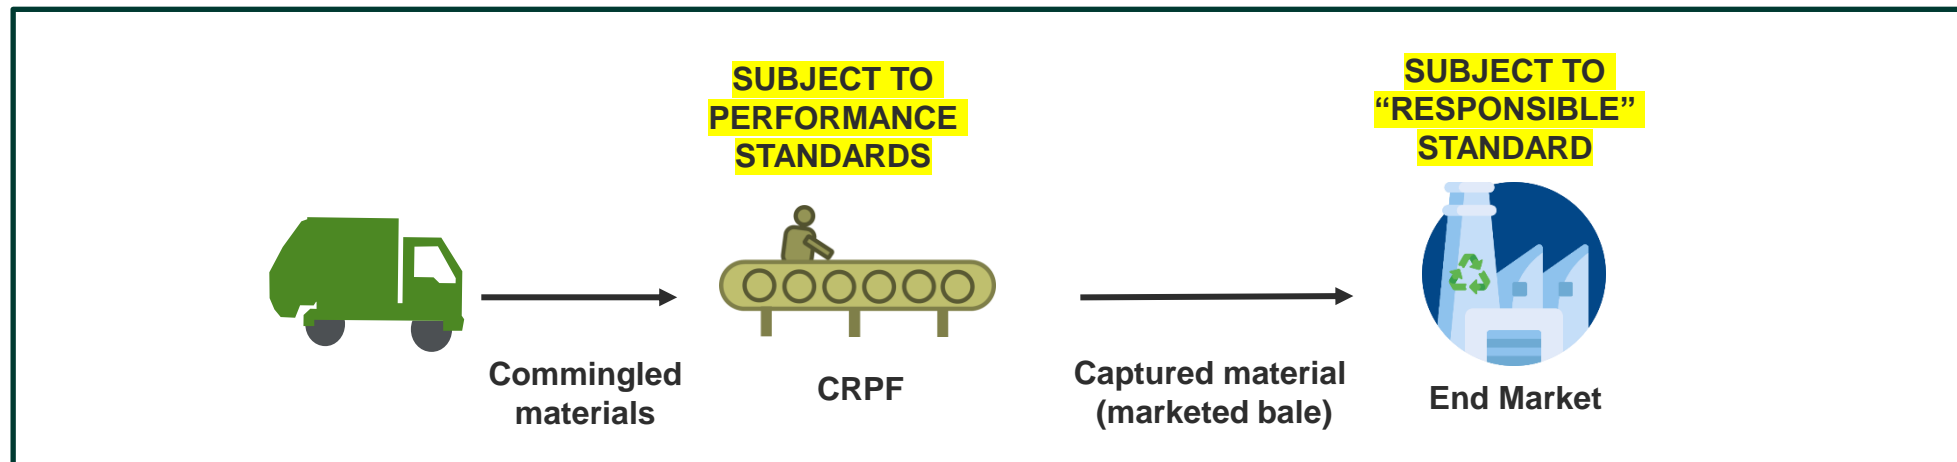 SUBJECT TO
PERFORMANCE
STANDARDS
SUBJECT TO
“RESPONSIBLE”
STANDARD
Commingled
materials
CRPF
Captured material
(marketed bale)
End Market